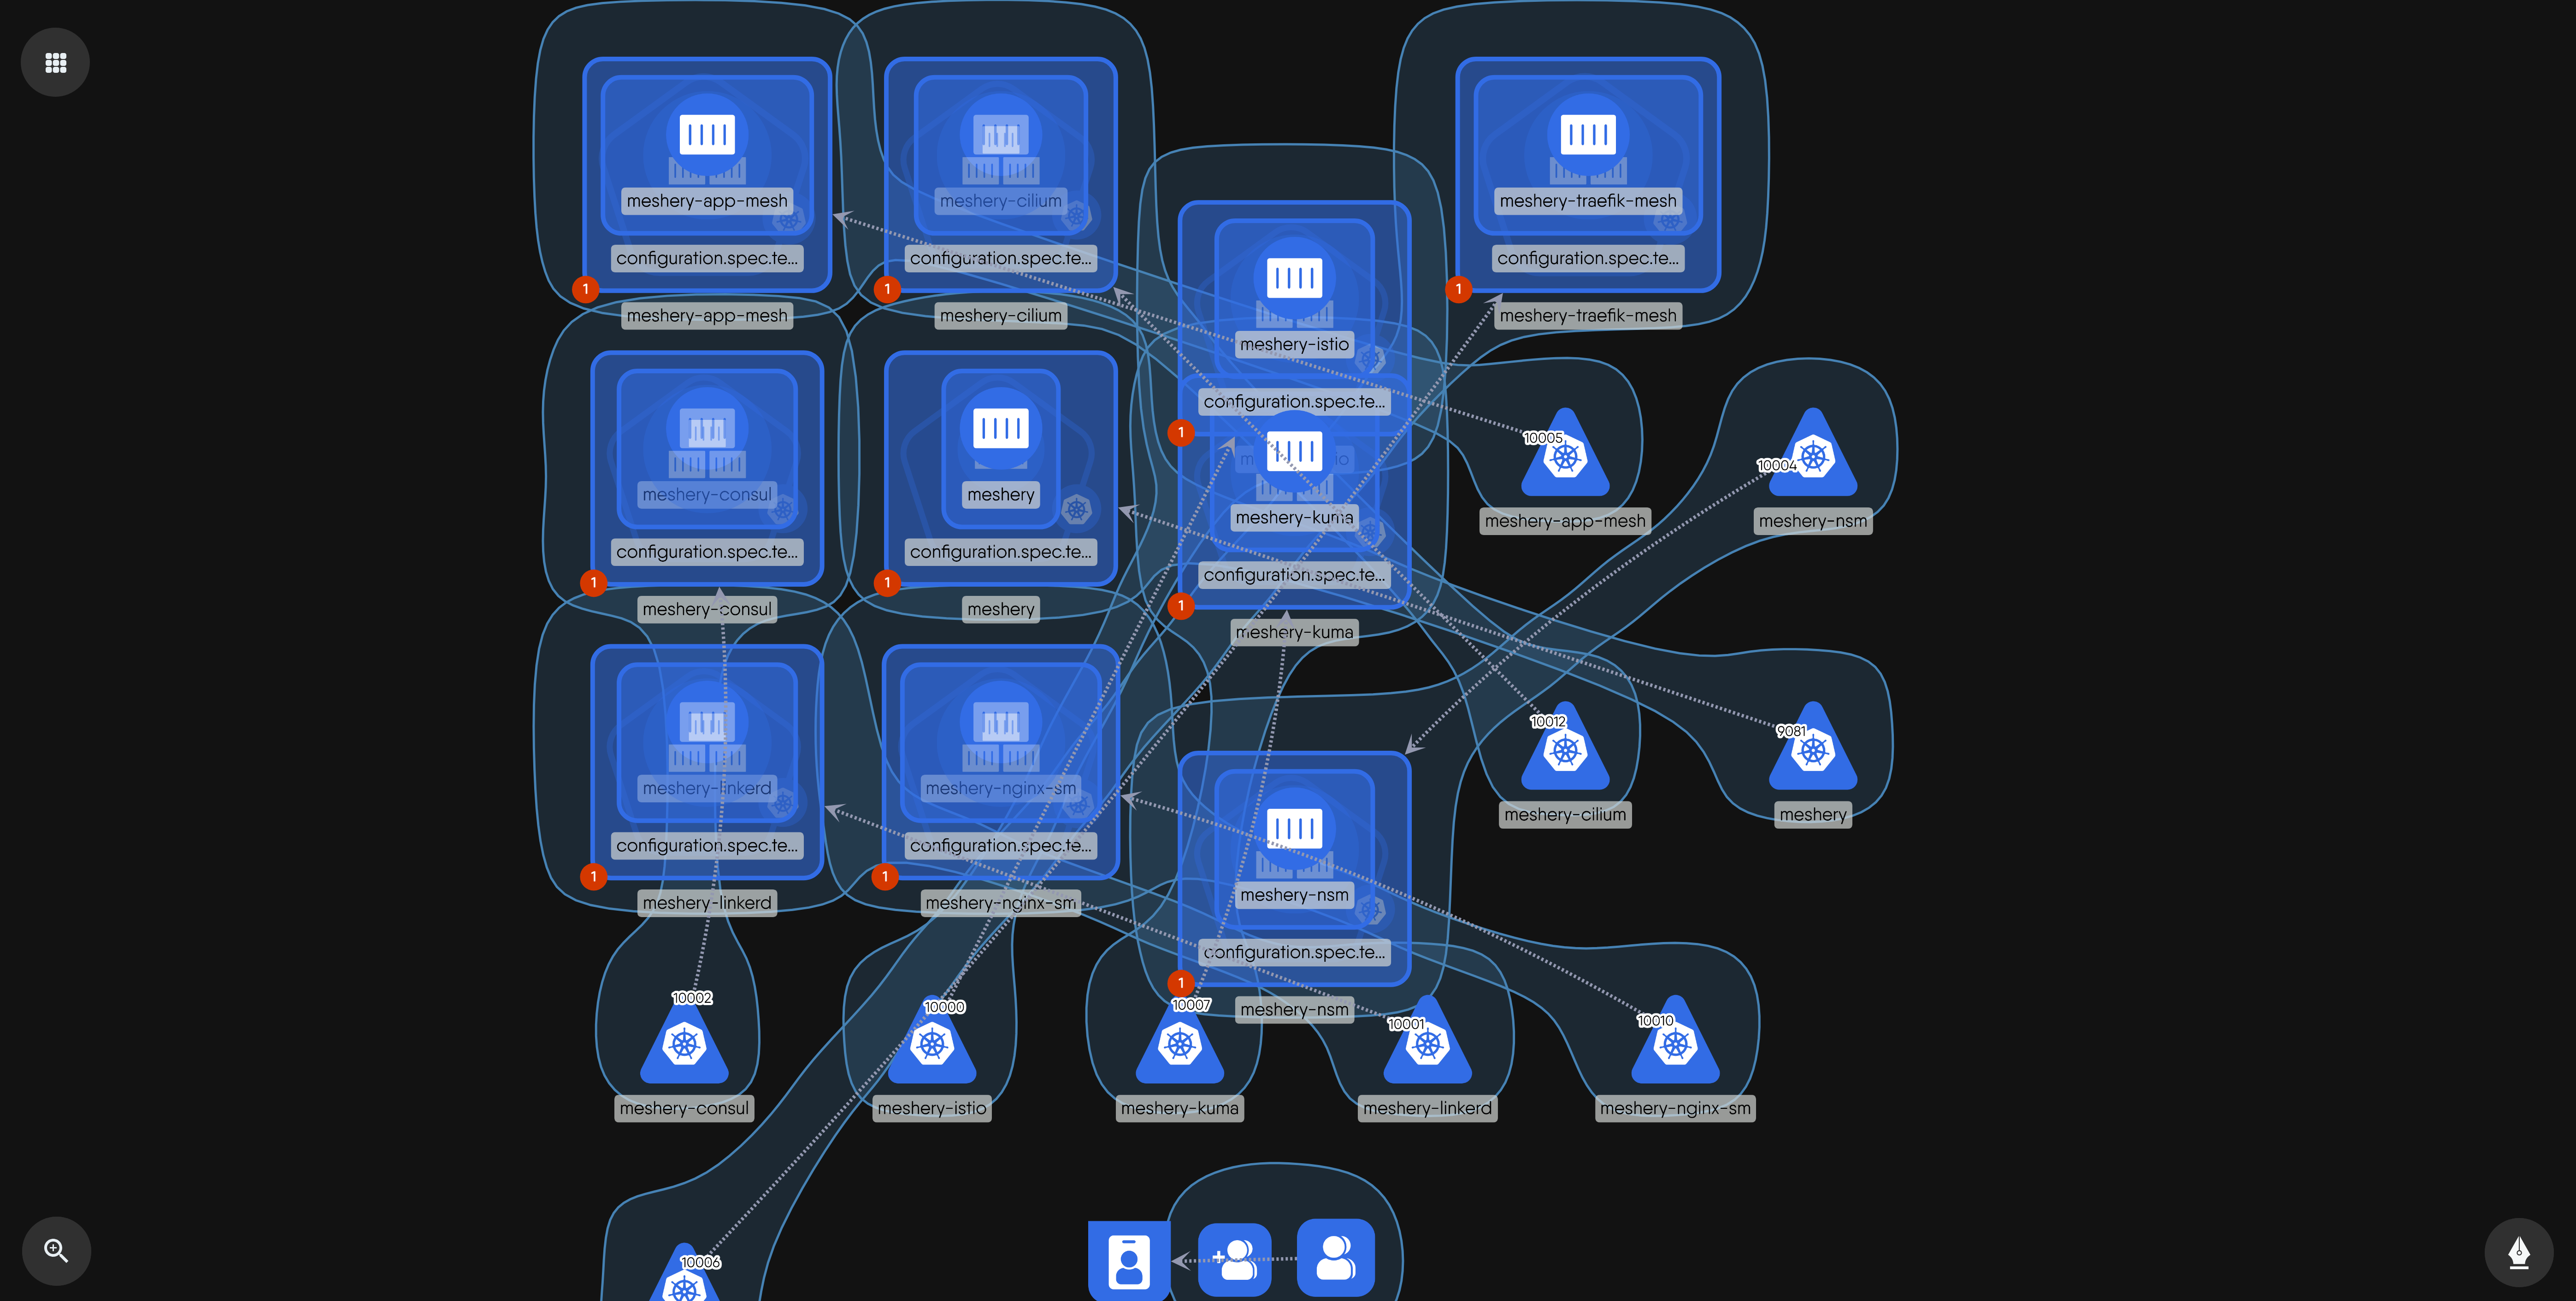 meshery-app-mesh
configuration.spec.te...
1
meshery-app-mesh
meshery-cilium
configuration.spec.te...
1
meshery-cilium
meshery-traefik-mesh
configuration.spec.te...
1
meshery-traefik-mesh
meshery-istio
configuration.spec.te...
1
meshery-consul
configuration.spec.te...
1
meshery-consul
meshery
configuration.spec.te...
1
meshery
meshery-kuma
configuration.spec.te...
1
meshery-kuma
10005
meshery-app-mesh
10004
meshery-nsm
meshery-linkerd
configuration.spec.te...
1
meshery-linkerd
meshery-nginx-sm
configuration.spec.te...
1
meshery-nginx-sm
10012
meshery-cilium
9081
meshery
meshery-nsm
configuration.spec.te...
1
meshery-nsm
10002
meshery-consul
10000
meshery-istio
10007
meshery-kuma
10001
meshery-linkerd
10010
meshery-nginx-sm
10006